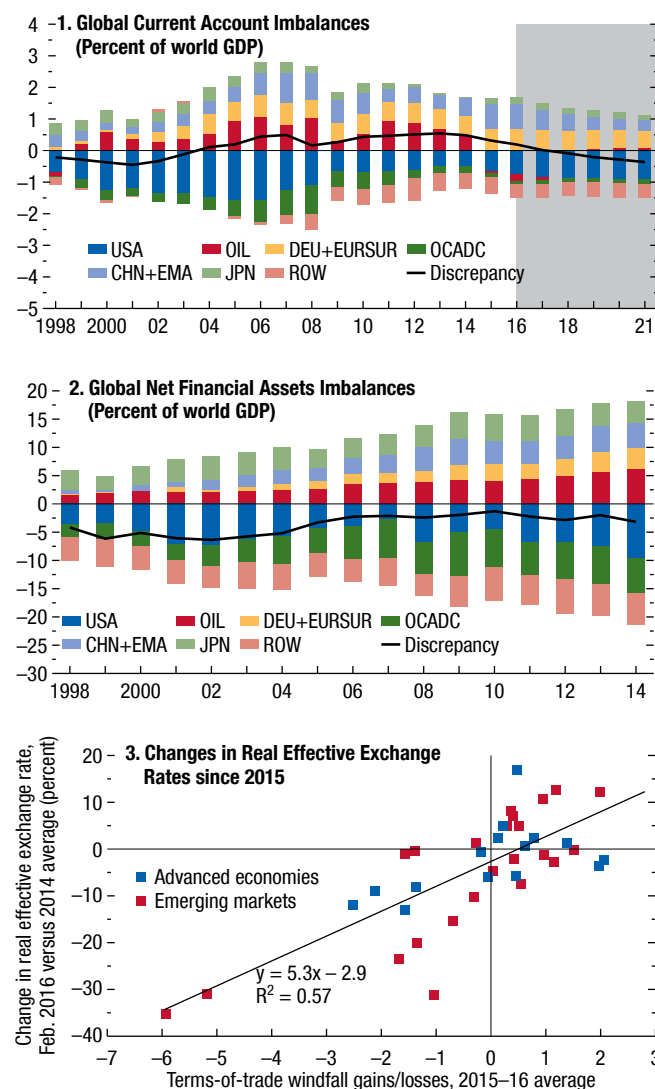 1. Global Current Account Imbalances
(Percent of world GDP)
4
3
2
1
0
–1
–2
–3
–4
–5
USA
OIL
DEU+EURSUR
OCADC
CHN+EMA
JPN
ROW
Discrepancy
1998 2000 02 04 06 08 10 12 14 16 18 21
2. Global Net Financial Assets Imbalances
(Percent of world GDP)
20
15
10
5
0
–5
–10
–15
–20
–25
–30
USA
OIL
DEU+EURSUR
OCADC
CHN+EMA
JPN
ROW
Discrepancy
1998 2000 02 04 06 08 10 12 14
3. Changes in Real Effective Exchange
Rates since 2015
Change in real effective exchange rate,
Feb. 2016 versus 2014 average (percent)
20
10
0
–10
–20
–30
–40
Advanced economies
Emerging markets
y = 5.3x – 2.9
R² = 0.57
–7 –6 –5 –4 –3 –2 –1 0 1 2 3
Terms-of-trade windfall gains/losses, 2015–16 average